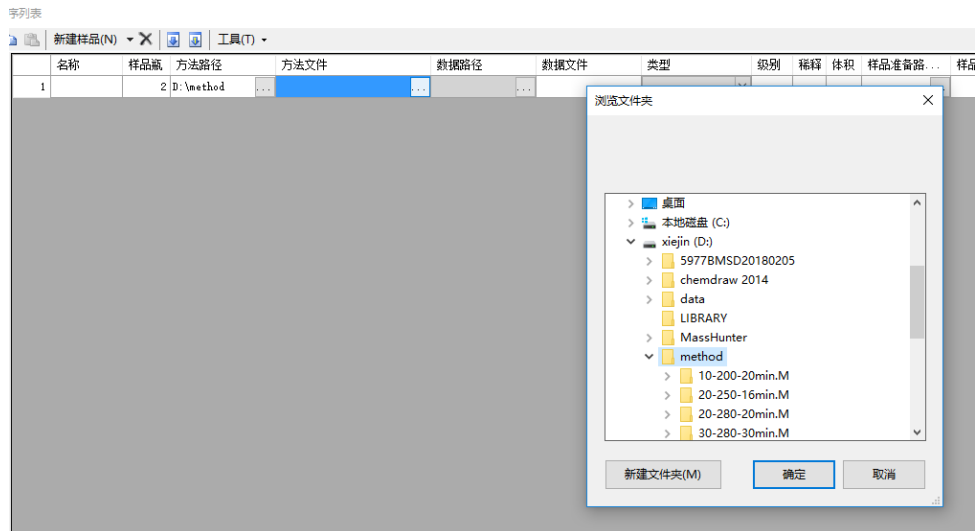 序列表
新建样品(N) 工具(T)
名称 样品瓶 方法路径 方法文件 数据路径 数据文件 类型 级别 稀释 体积 样品准备路... 样品
1 2 D:\method ... ... ...
浏览文件夹
桌面
本地磁盘 (C:)
xiejin (D:)
5977BMSD20180205
chemdraw 2014
data
LIBRARY
MassHunter
method
10-200-20min.M
20-250-16min.M
20-280-20min.M
30-280-30min.M
新建文件夹(M) 确定 取消